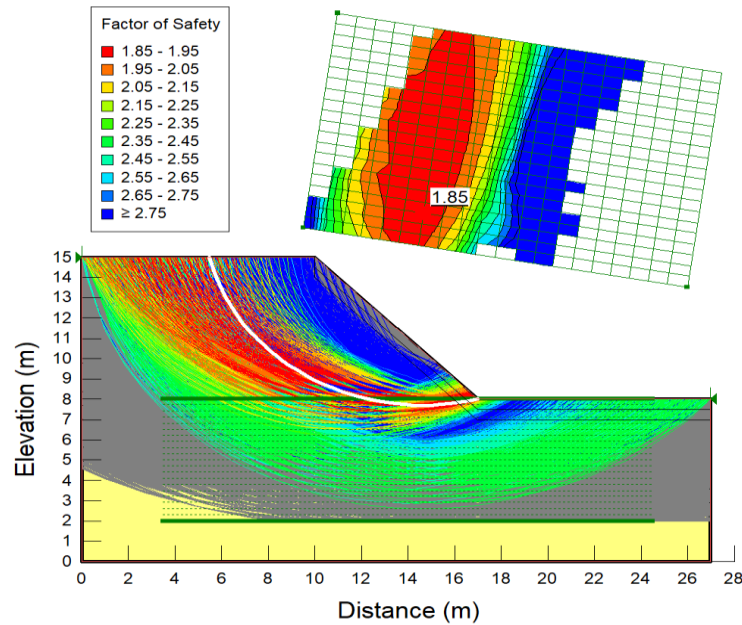 Factor of Safety
1.85 - 1.95
1.95 - 2.05
2.05 - 2.15
2.15 - 2.25
2.25 - 2.35
2.35 - 2.45
2.45 - 2.55
2.55 - 2.65
2.65 - 2.75
≥ 2.75
1.85
15
14
13
12
11
10
9
8
7
6
5
4
3
2
1
0
Elevation (m)
0 2 4 6 8 10 12 14 16 18 20 22 24 26 28
Distance (m)